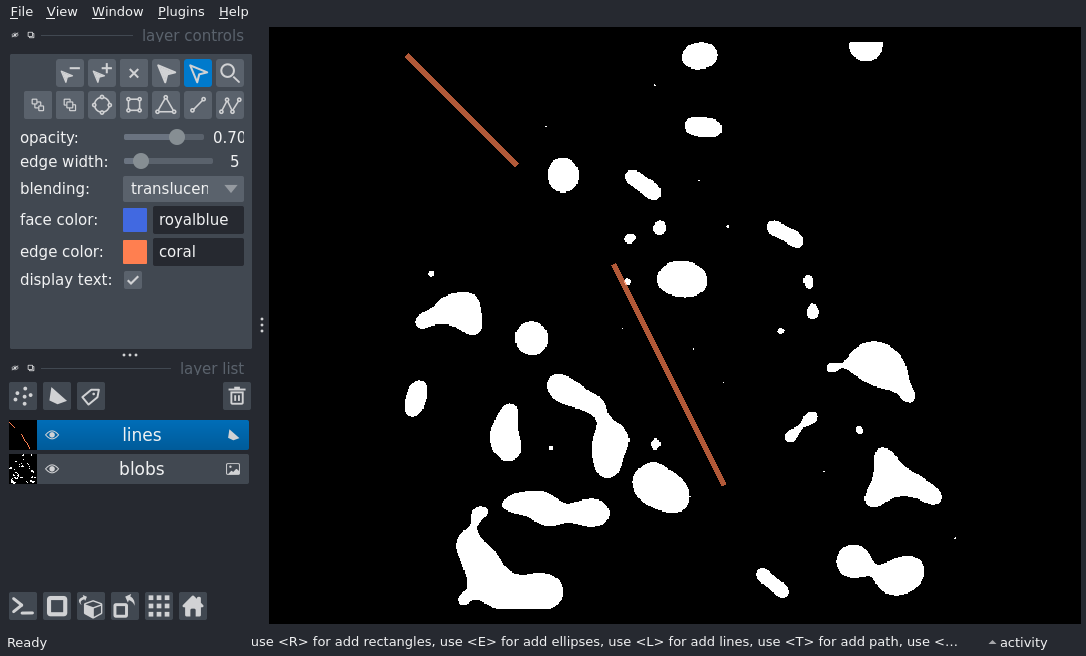 File View Window Plugins Help
layer controls
opacity: 0.70
edge width: 5
blending: translucen
face color: royalblue
edge color: coral
display text:
layer list
lines
blobs
Ready use <R> for add rectangles, use <E> for add ellipses, use <L> for add lines, use <T> for add path, use <... activity